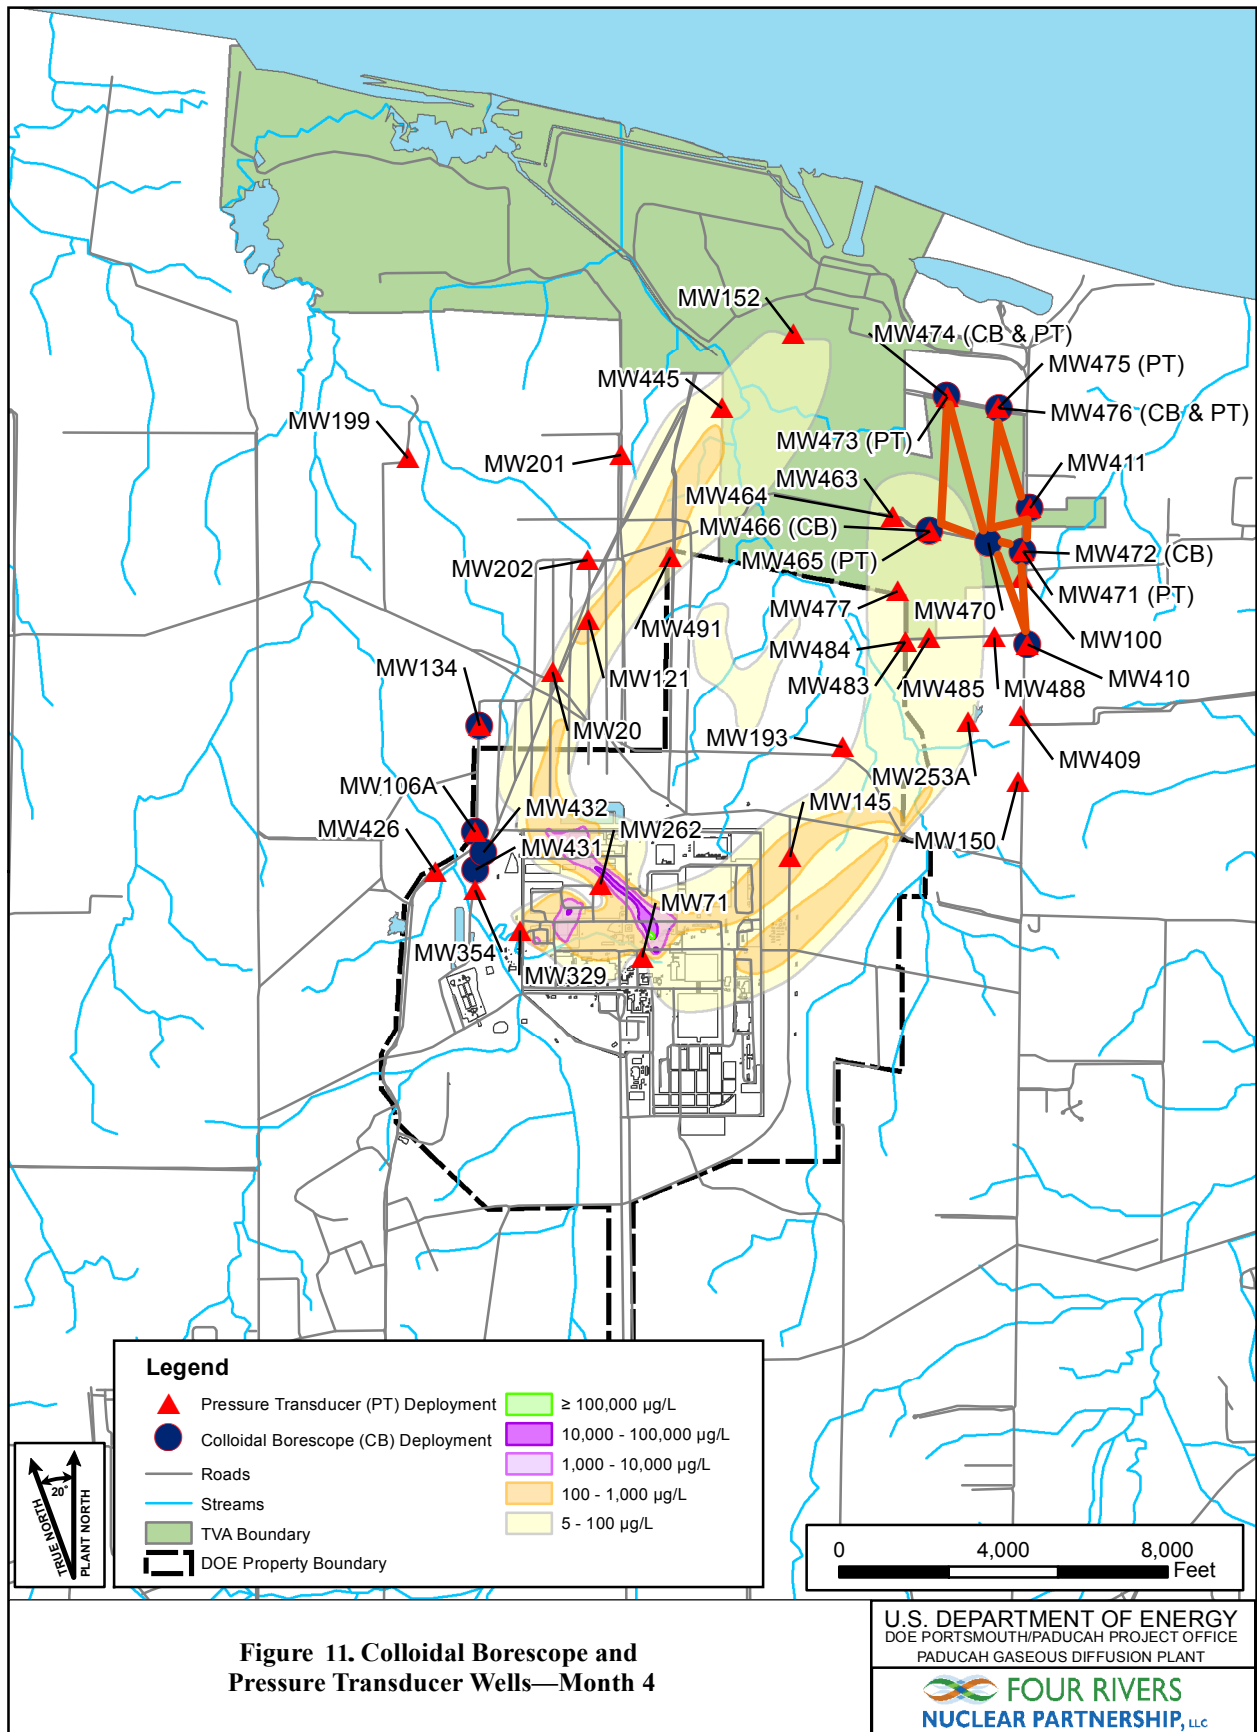 MW152
MW474 (CB & PT)
MW475 (PT)
MW445
MW476 (CB & PT)
MW199
MW473 (PT)
MW201
MW411
MW463
MW464
MW466 (CB)
MW472 (CB)
MW465 (PT)
MW202
MW477
MW470
MW471 (PT)
MW491
MW484
MW100
MW134
MW121
MW483
MW485
MW488
MW410
MW20
MW193
MW253A
MW409
MW106A
MW432
MW145
MW426
MW262
MW431
MW150
MW71
MW354
MW329
Legend
Pressure Transducer (PT) Deployment
Colloidal Borescope (CB) Deployment
Roads
Streams
TVA Boundary
DOE Property Boundary
≥ 100,000 µg/L
10,000 - 100,000 µg/L
1,000 - 10,000 µg/L
100 - 1,000 µg/L
5 - 100 µg/L
20°
TRUE NORTH
PLANT NORTH
0 4,000 8,000
Feet
Figure 11. Colloidal Borescope and
Pressure Transducer Wells—Month 4
U.S. DEPARTMENT OF ENERGY
DOE PORTSMOUTH/PADUCAH PROJECT OFFICE
PADUCAH GASEOUS DIFFUSION PLANT
FOUR RIVERS
NUCLEAR PARTNERSHIP, LLC